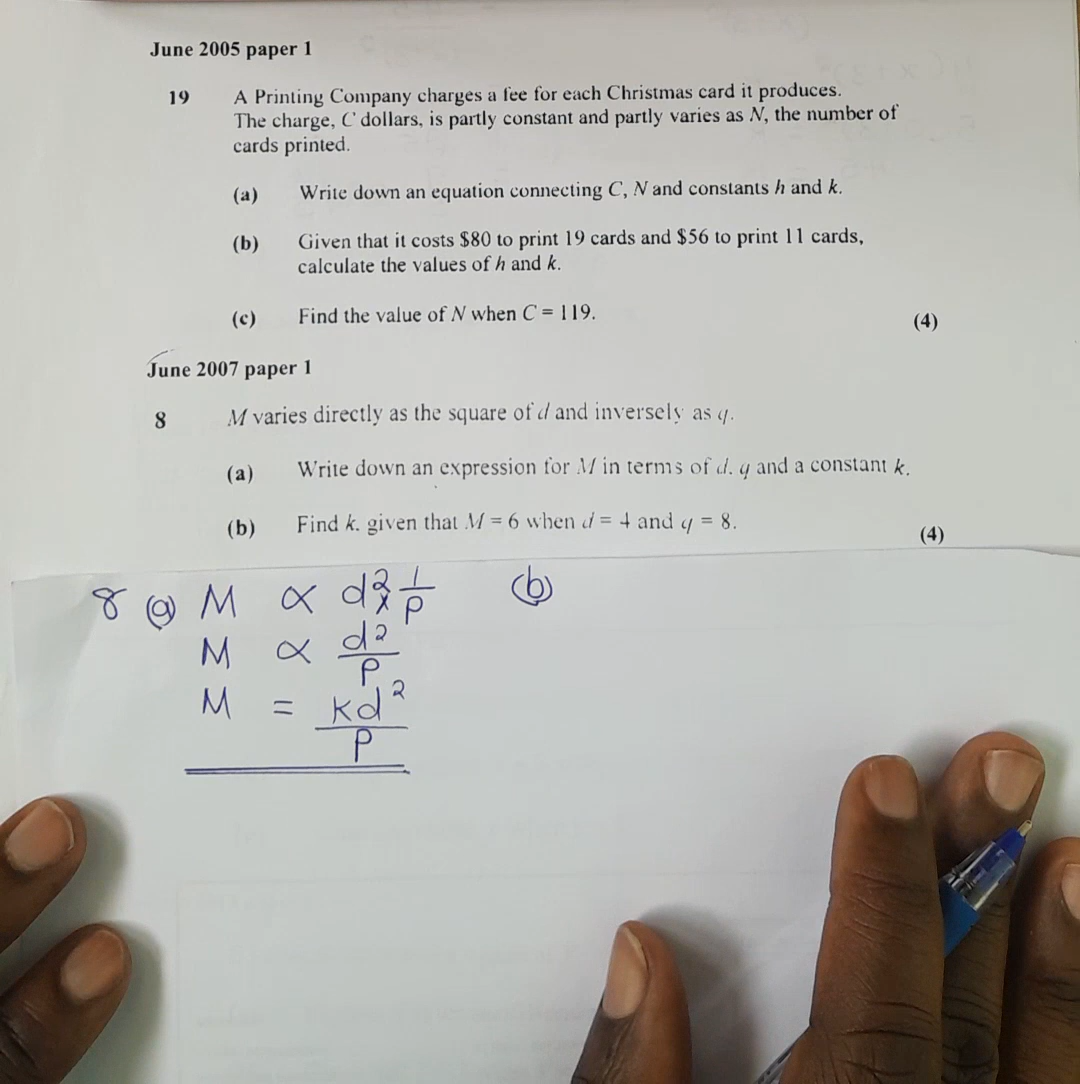 June 2005 paper 1
19 A Printing Company charges a fee for each Christmas card it produces.
The charge, C dollars, is partly constant and partly varies as N, the number of
cards printed.
(a) Write down an equation connecting C, N and constants h and k.
(b) Given that it costs $80 to print 19 cards and $56 to print 11 cards,
calculate the values of h and k.
(c) Find the value of N when C = 119.
(4)
June 2007 paper 1
8 M varies directly as the square of d and inversely as q.
(a) Write down an expression for M in terms of d, q and a constant k.
(b) Find k, given that M = 6 when d = 4 and q = 8.
(4)
8 (a) M ∝ d² × 1/P (b)
M ∝ d²/P
M = kd²/P